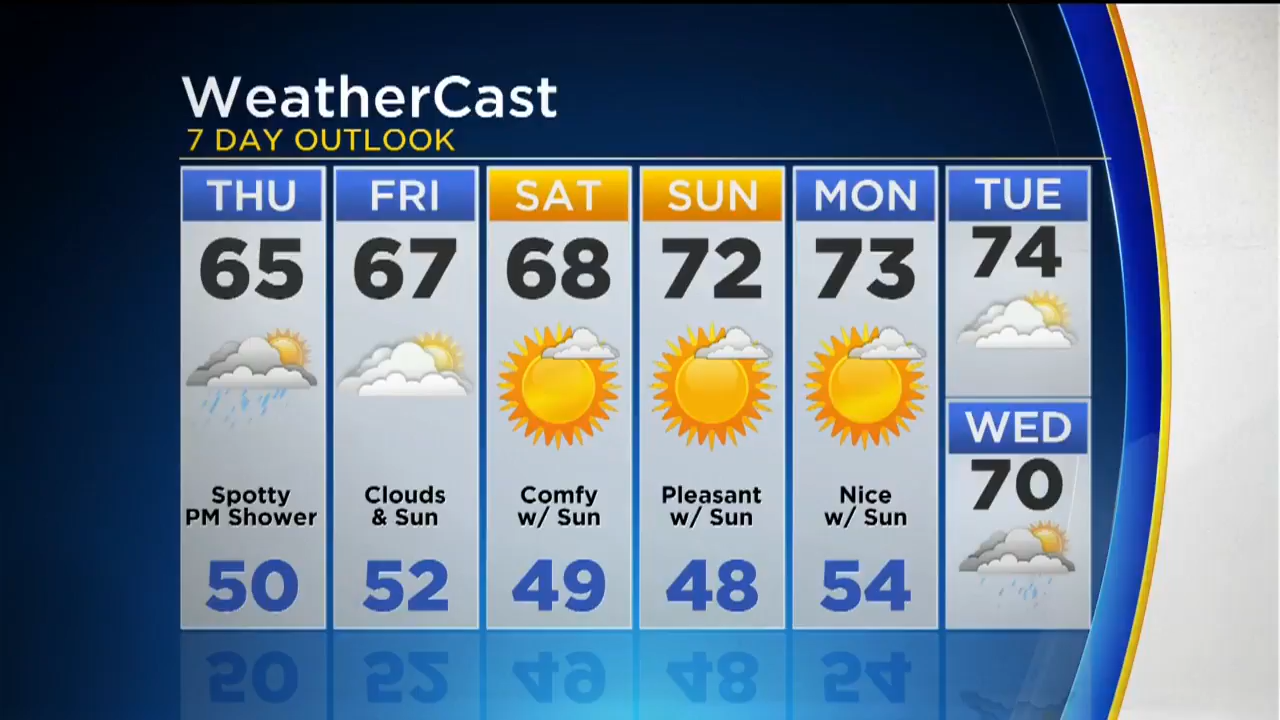 WeatherCast
7 DAY OUTLOOK
THU
65
Spotty
PM Shower
50
FRI
67
Clouds
& Sun
52
SAT
68
Comfy
w/ Sun
49
SUN
72
Pleasant
w/ Sun
48
MON
73
Nice
w/ Sun
54
TUE
74
WED
70